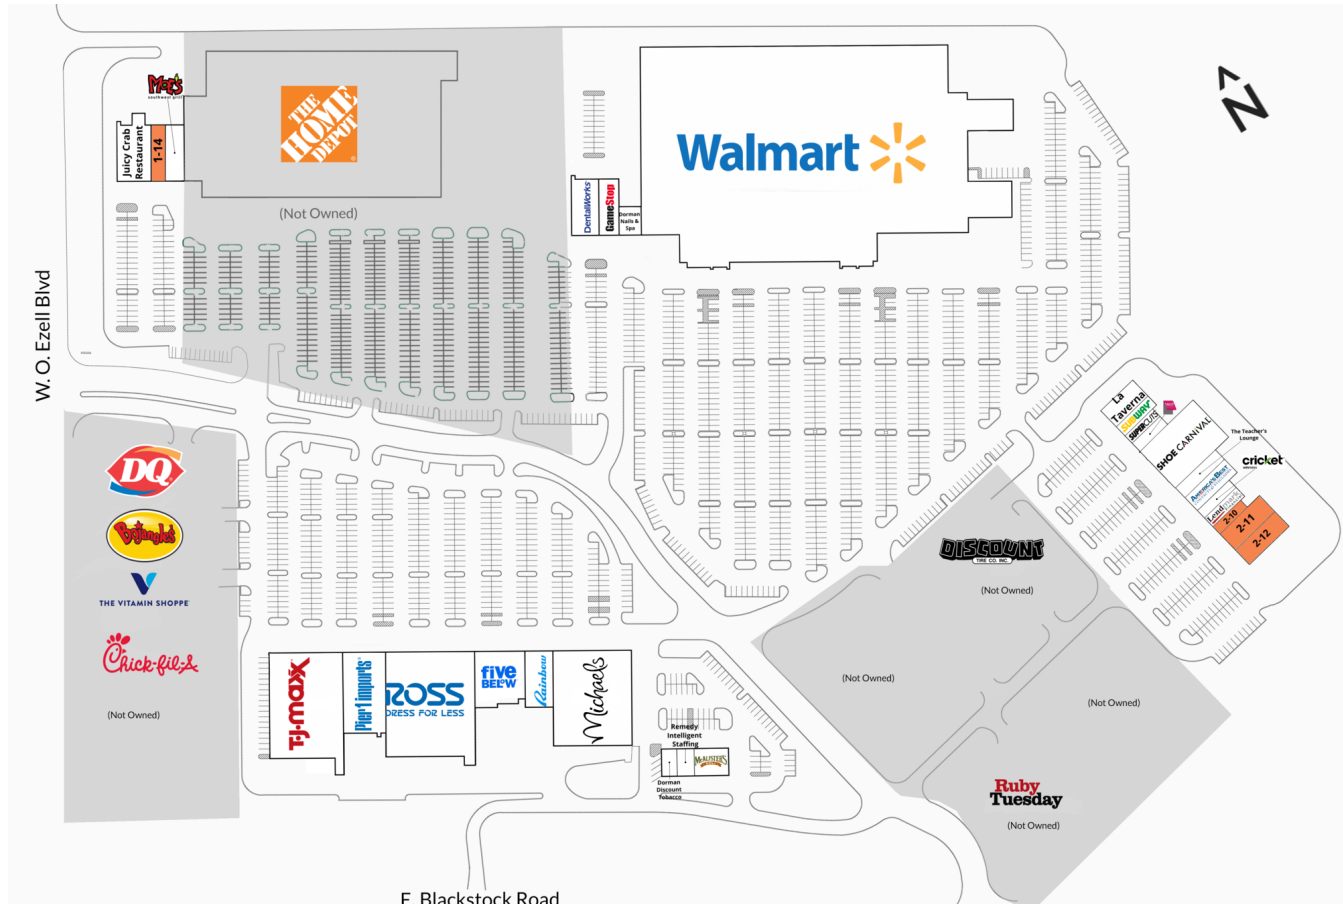 Moe's
southwest grill
Juicy Crab
Restaurant
1-14
THE
HOME
DEPOT
(Not Owned)
Walmart
N
DentalWorks
GameStop
Dorman
Nails &
Spa
W. O. Ezell Blvd
DQ
Bojangles'
V
THE VITAMIN SHOPPE
Chick-fil-A
(Not Owned)
La
Taverna
SUBWAY
SUPERCUTS
SHOE CARNIVAL
The Teacher's
Lounge
cricket
AMERICA'S BEST
2-10
2-11
2-12
DISCOUNT
TIRE CO. INC.
(Not Owned)
(Not Owned)
(Not Owned)
Ruby
Tuesday
(Not Owned)
T.J.maxx
Pier 1 imports
ROSS
DRESS FOR LESS
five
BELOW
Rainbow
Michaels
Remedy
Intelligent
Staffing
McALISTER'S
DELI
Dorman
Discount
Tobacco
E. Blackstock Road